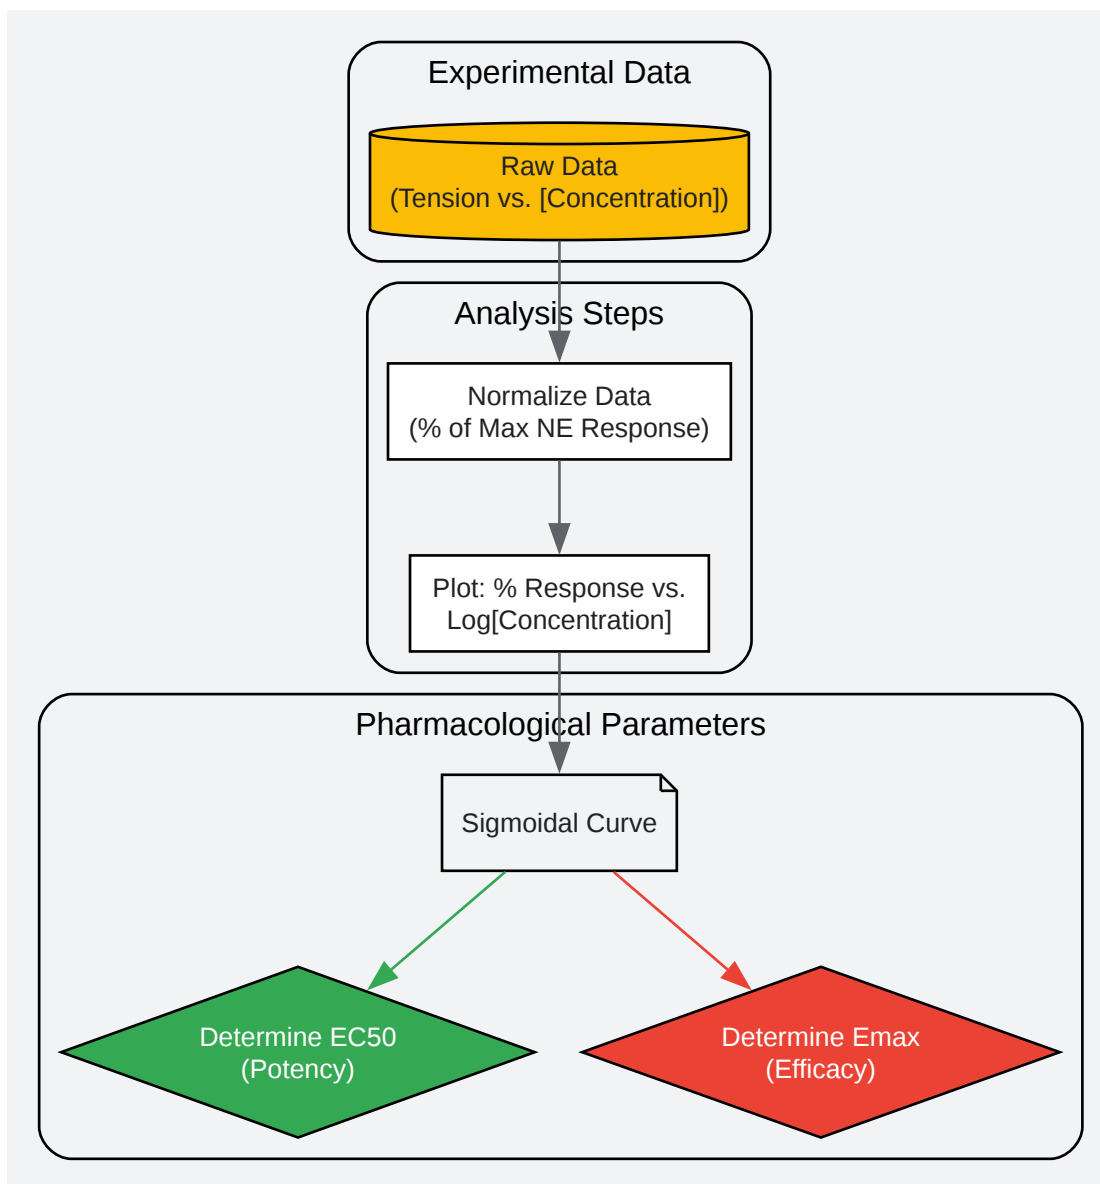 Experimental Data
Raw Data
(Tension vs. [Concentration])
Analysis Steps
Normalize Data
(% of Max NE Response)
Plot: % Response vs.
Log[Concentration]
Pharmacological Parameters
Sigmoidal Curve
Determine EC50
(Potency)
Determine Emax
(Efficacy)